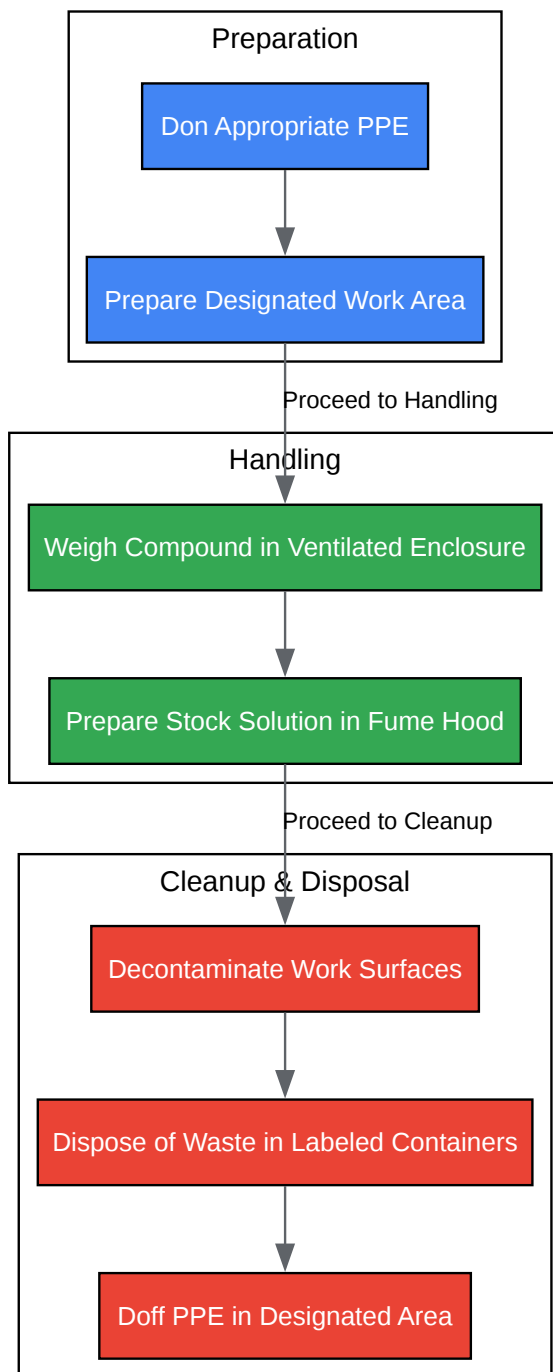 Preparation
Don Appropriate PPE
Prepare Designated Work Area
Proceed to Handling
Handling
Weigh Compound in Ventilated Enclosure
Prepare Stock Solution in Fume Hood
Proceed to Cleanup
Cleanup & Disposal
Decontaminate Work Surfaces
Dispose of Waste in Labeled Containers
Doff PPE in Designated Area